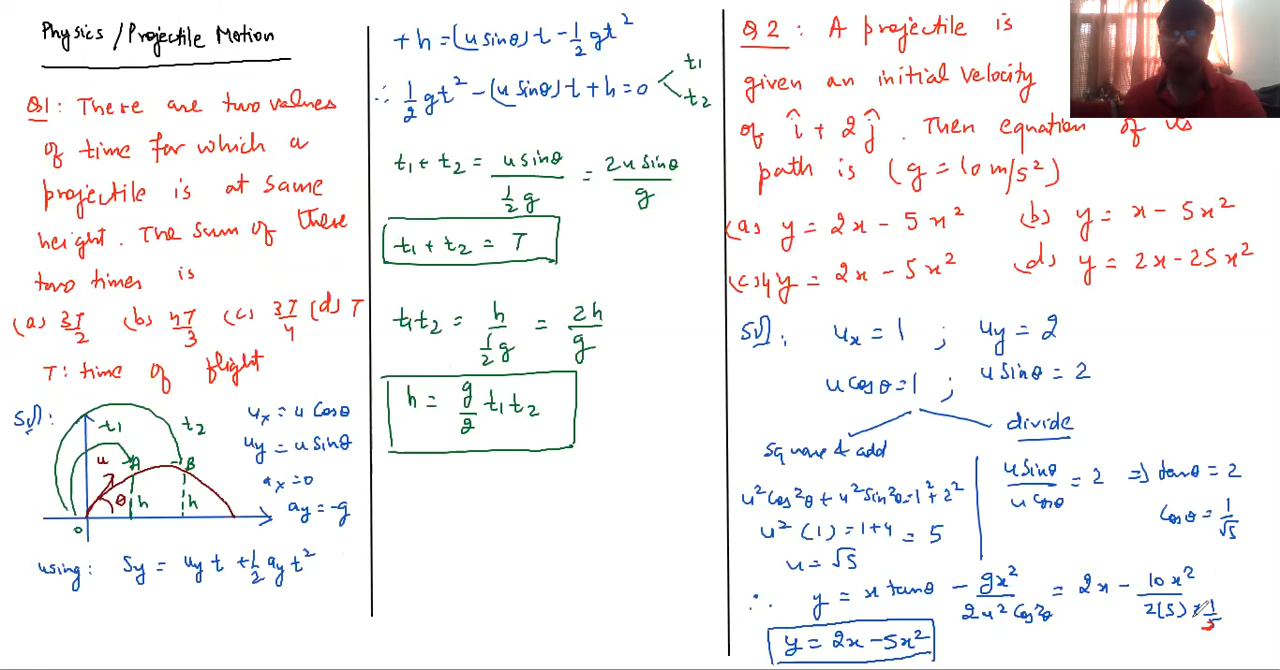 Physics / Projectile Motion
Q1 : There are two values
of time for which a
projectile is at same
height. The sum of these
two times is
(a) 3T/2 (b) 4T/3 (c) 3T/4 (d) T
T : time of flight
Sol :
t1 t2
u A B
θ h h
O
ux = u cosθ
uy = u sinθ
ax = 0
ay = -g
using : Sy = uy t + 1/2 ay t²
+h = (u sinθ) t - 1/2 gt²
∴ 1/2 gt² - (u sinθ) t + h = 0
t1
t2
t1 + t2 = u sinθ / 1/2 g = 2u sinθ / g
t1 + t2 = T
t1t2 = h / 1/2 g = 2h / g
h = g/2 t1 t2
Q2 : A projectile is
given an initial velocity
of î + 2ĵ. Then equation of its
path is (g = 10 m/s²)
(a) y = 2x - 5x² (b) y = x - 5x²
(c) 4y = 2x - 5x² (d) y = 2x - 25x²
Sol : ux = 1 ; uy = 2
u cosθ = 1 ; u sinθ = 2
square & add
divide
u² cos²θ + u² sin²θ = 1² + 2²
u² (1) = 1+4 = 5
u = √5
u sinθ / u cosθ = 2 ⇒ tanθ = 2
cosθ = 1/√5
∴ y = x tanθ - gx² / 2u² cos²θ = 2x - 10x² / 2(5) × 1/5
y = 2x - 5x²